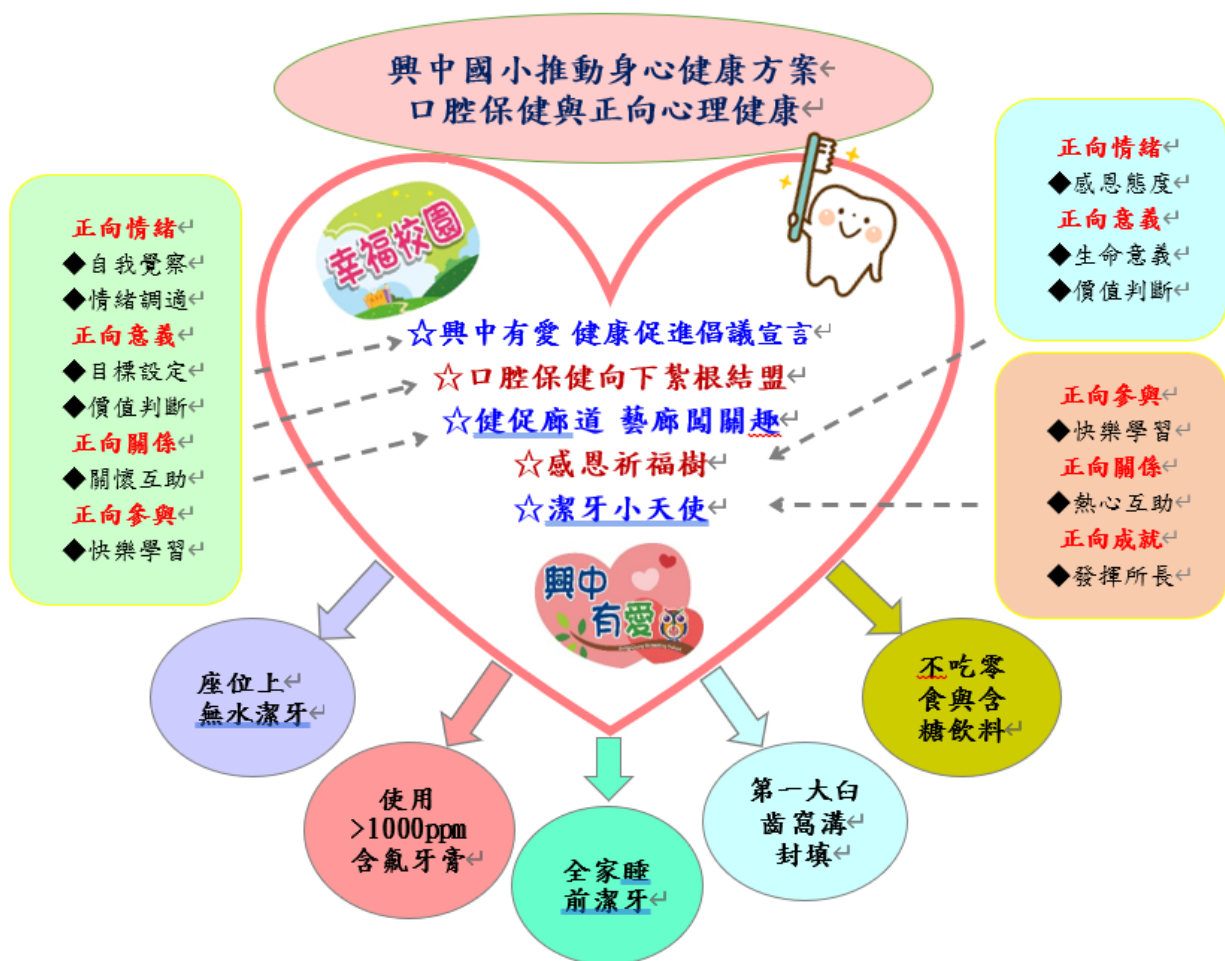 興中國小推動身心健康方案
口腔保健與正向心理健康
正向情緒
◆自我覺察
◆情緒調適
正向意義
◆目標設定
◆價值判斷
正向關係
◆關懷互助
正向參與
◆快樂學習
幸福校園
☆興中有愛 健康促進倡議宣言
☆口腔保健向下紮根結盟
☆健促廊道 藝廊闖關趣
☆感恩祈福樹
☆潔牙小天使
興中
有愛
正向情緒
◆感恩態度
正向意義
◆生命意義
◆價值判斷
正向參與
◆快樂學習
正向關係
◆熱心互助
正向成就
◆發揮所長
座位上
無水潔牙
使用
>1000ppm
含氟牙膏
全家睡
前潔牙
第一大臼
齒窩溝
封填
不吃零
食與含
糖飲料